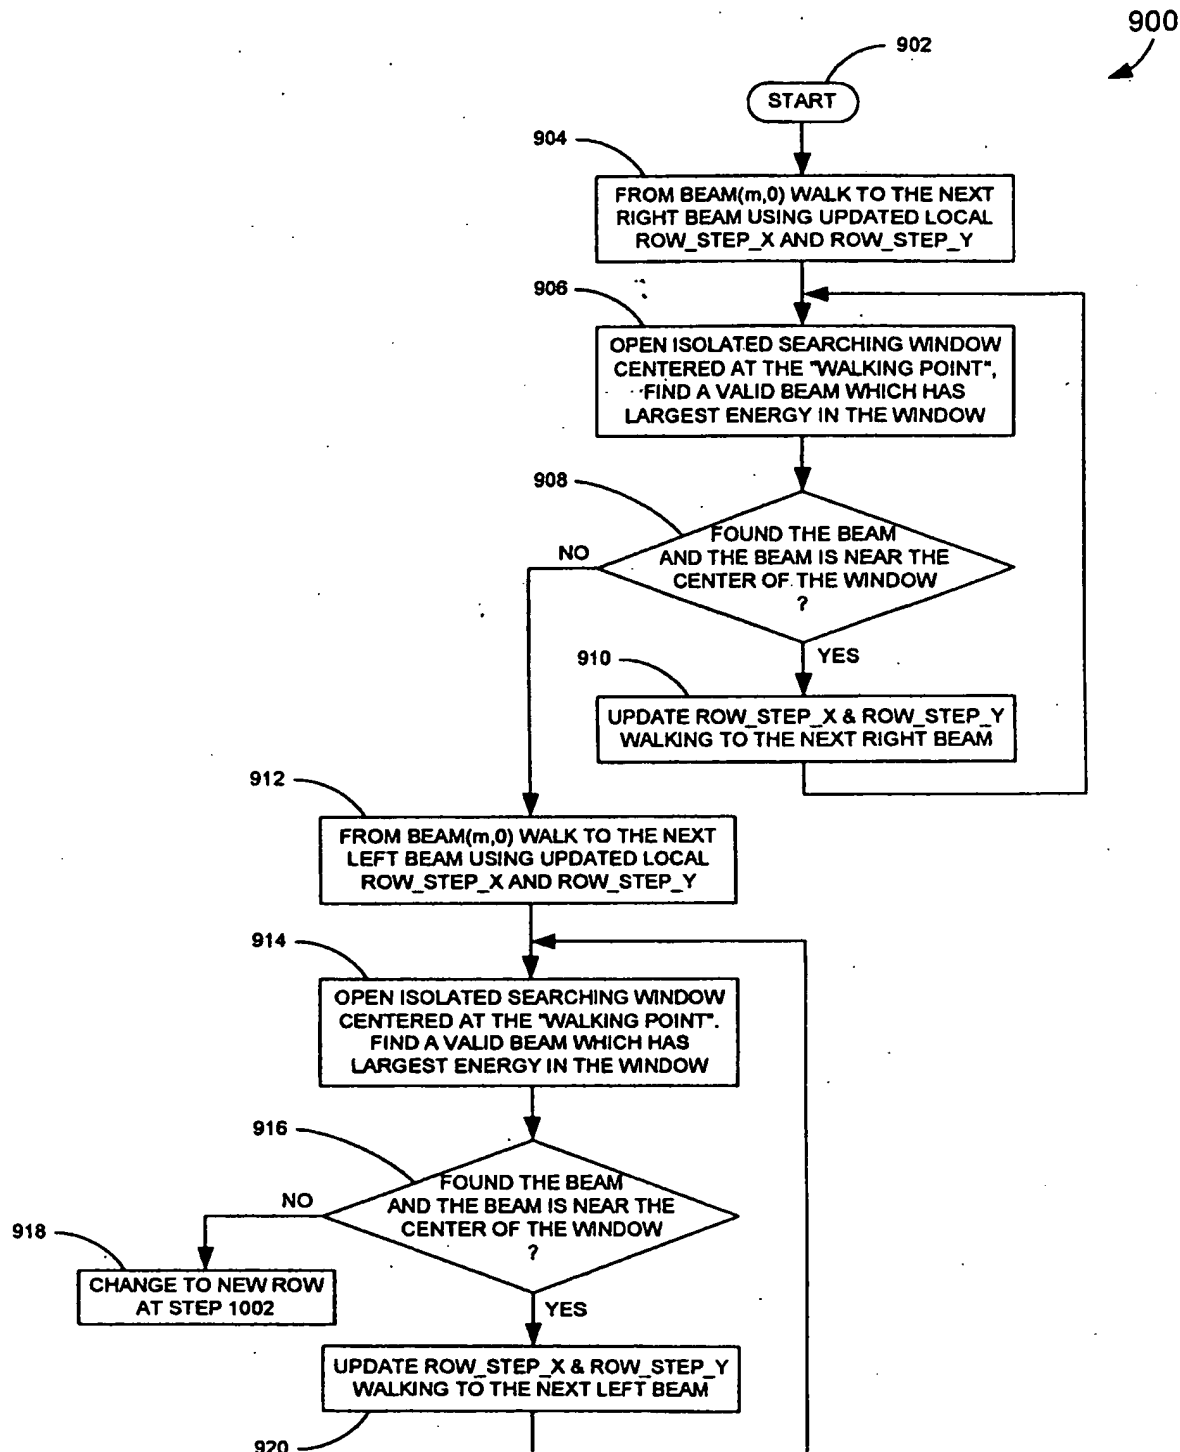 900
902
START
904
FROM BEAM(m,0) WALK TO THE NEXT
RIGHT BEAM USING UPDATED LOCAL
ROW_STEP_X AND ROW_STEP_Y
906
OPEN ISOLATED SEARCHING WINDOW
CENTERED AT THE "WALKING POINT",
FIND A VALID BEAM WHICH HAS
LARGEST ENERGY IN THE WINDOW
908
FOUND THE BEAM
AND THE BEAM IS NEAR THE
CENTER OF THE WINDOW
?
NO
YES
910
UPDATE ROW_STEP_X & ROW_STEP_Y
WALKING TO THE NEXT RIGHT BEAM
912
FROM BEAM(m,0) WALK TO THE NEXT
LEFT BEAM USING UPDATED LOCAL
ROW_STEP_X AND ROW_STEP_Y
914
OPEN ISOLATED SEARCHING WINDOW
CENTERED AT THE "WALKING POINT".
FIND A VALID BEAM WHICH HAS
LARGEST ENERGY IN THE WINDOW
916
FOUND THE BEAM
AND THE BEAM IS NEAR THE
CENTER OF THE WINDOW
?
NO
918
CHANGE TO NEW ROW
AT STEP 1002
YES
UPDATE ROW_STEP_X & ROW_STEP_Y
WALKING TO THE NEXT LEFT BEAM
920